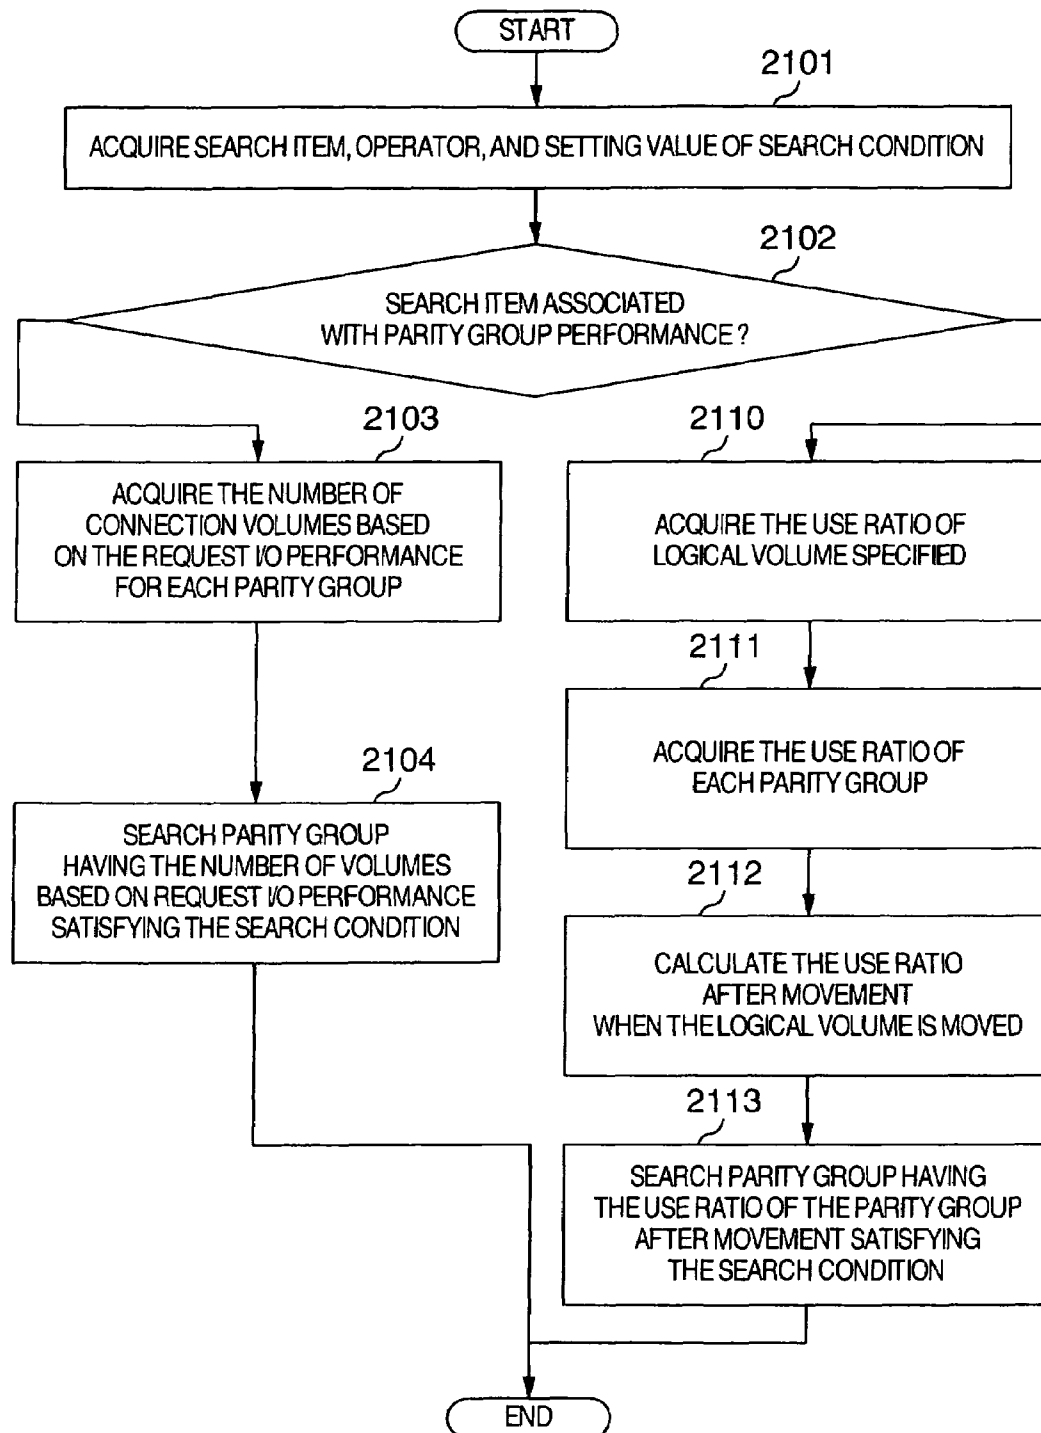 START
2101
ACQUIRE SEARCH ITEM, OPERATOR, AND SETTING VALUE OF SEARCH CONDITION
2102
SEARCH ITEM ASSOCIATED
WITH PARITY GROUP PERFORMANCE?
2103
ACQUIRE THE NUMBER OF
CONNECTION VOLUMES BASED
ON THE REQUEST I/O PERFORMANCE
FOR EACH PARITY GROUP
2104
SEARCH PARITY GROUP
HAVING THE NUMBER OF VOLUMES
BASED ON REQUEST I/O PERFORMANCE
SATISFYING THE SEARCH CONDITION
2110
ACQUIRE THE USE RATIO OF
LOGICAL VOLUME SPECIFIED
2111
ACQUIRE THE USE RATIO OF
EACH PARITY GROUP
2112
CALCULATE THE USE RATIO
AFTER MOVEMENT
WHEN THE LOGICAL VOLUME IS MOVED
2113
SEARCH PARITY GROUP HAVING
THE USE RATIO OF THE PARITY GROUP
AFTER MOVEMENT SATISFYING
THE SEARCH CONDITION
END